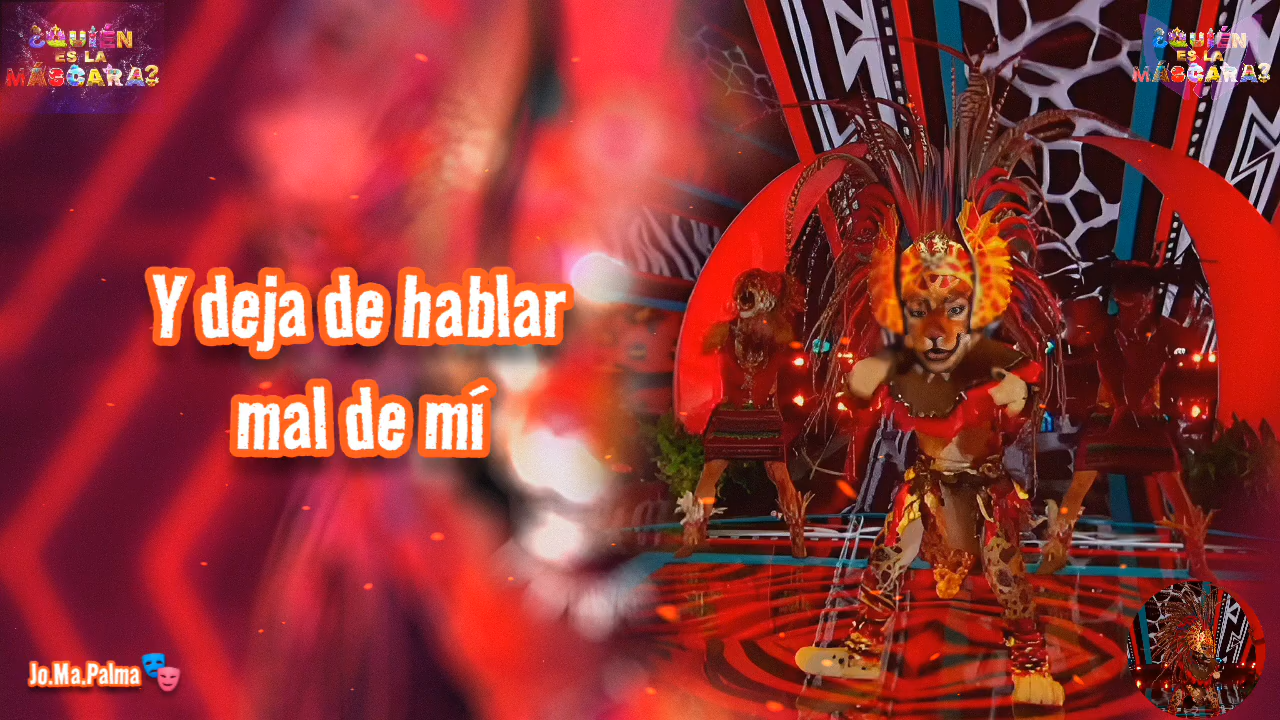 ¿QUIÉN
ES LA
MÁSCARA?
¿QUIÉN
ES LA
MÁSCARA?
Y deja de hablar
mal de mí
Jo.Ma.Palma